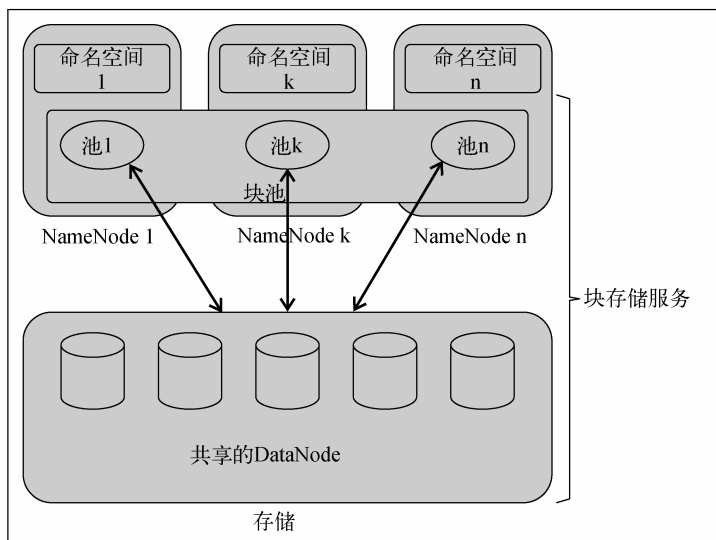 命名空间
1
命名空间
k
命名空间
n
池1
池k
池n
块池
NameNode 1
NameNode k
NameNode n
块存储服务
共享的DataNode
存储